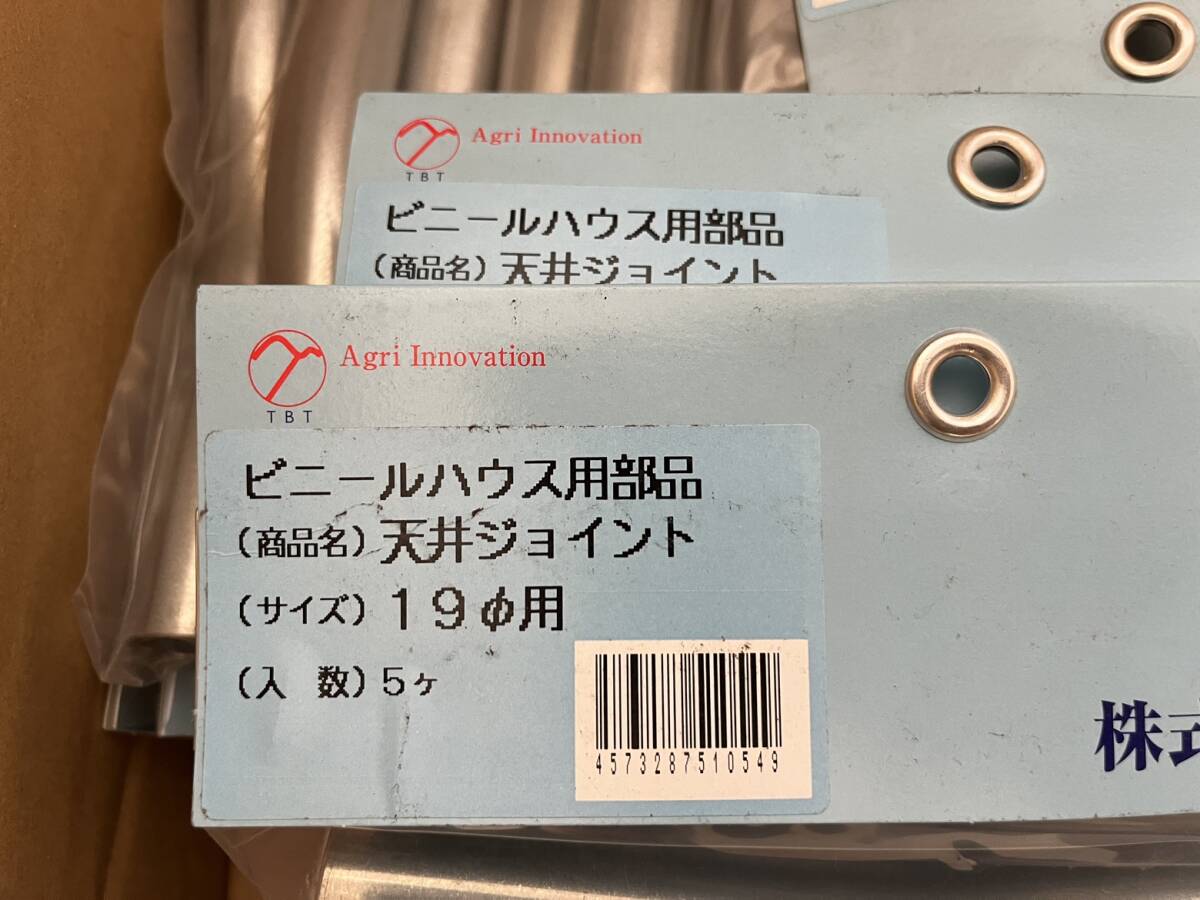 Agri Innovation
TBT
ビニールハウス用部品
(商品名) 天井ジョイント
Agri Innovation
TBT
ビニールハウス用部品
(商品名) 天井ジョイント
(サイズ) 19φ用
(入 数) 5ヶ
4573287510549
株式